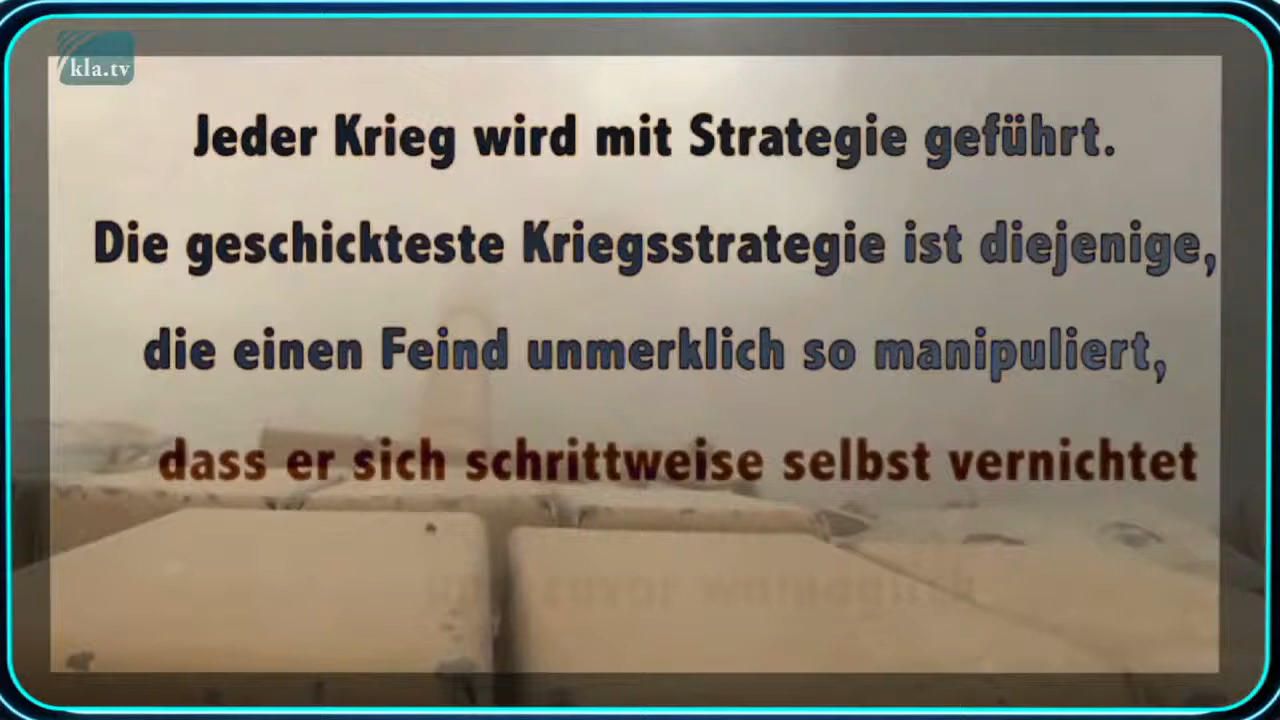 kla.tv
Jeder Krieg wird mit Strategie geführt.
Die geschickteste Kriegsstrategie ist diejenige,
die einen Feind unmerklich so manipuliert,
dass er sich schrittweise selbst vernichtet